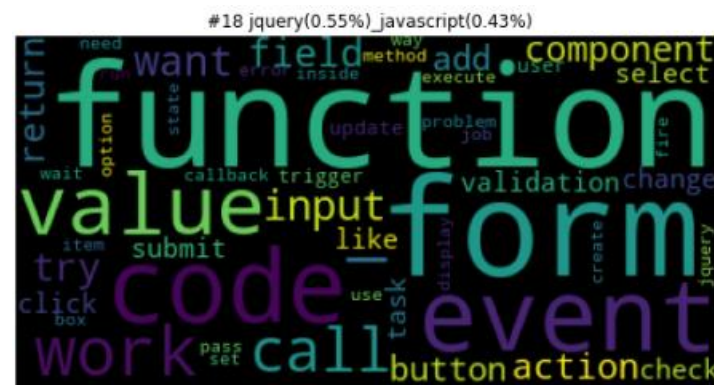 #18 jquery(0.55%)_javascript(0.43%)
need
way
return
want
field
method
add
user
component
run
error
inside
execute
select
function
option
state
update
problem
job
fire
wait
callback
trigger
validation
change
value
input
form
item
submit
like
_
display
create
jquery
try
code
use
task
event
click
box
work
pass
set
call
button
action
check